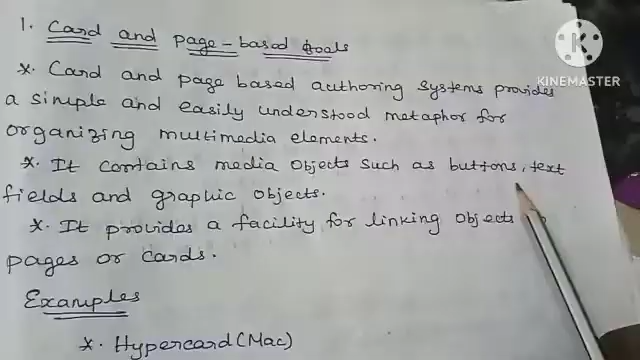 1. Card and page-based tools
*. Card and page based authoring systems provides
a simple and easily understood metaphor for
organizing multimedia elements.
*. It contains media objects such as buttons, text
fields and graphic objects.
*. It provides a facility for linking objects
pages or cards.
Examples
*. Hypercard (Mac)
KINEMASTER